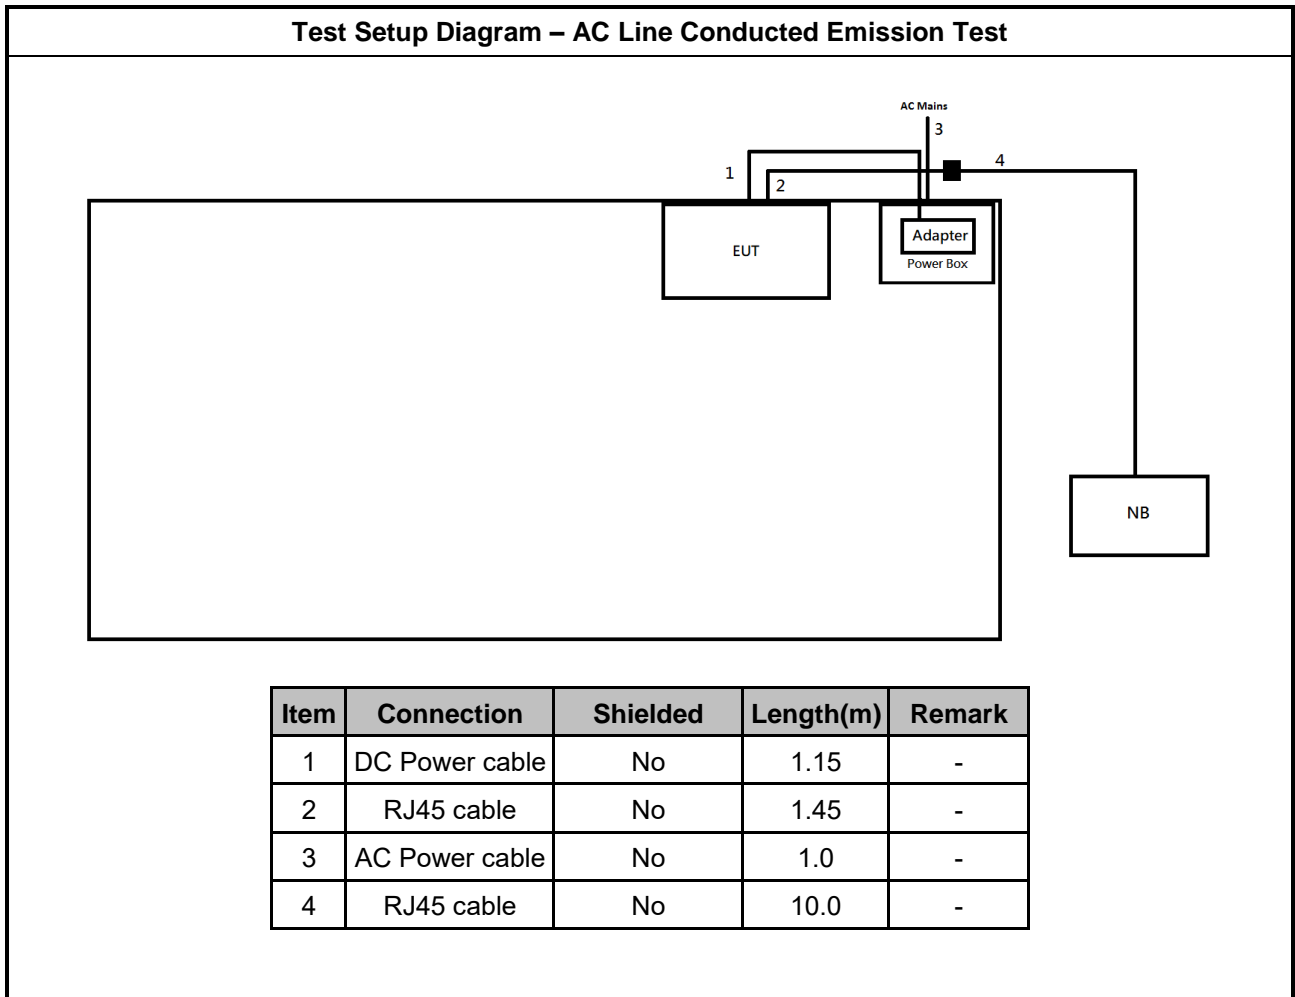 Test Setup Diagram – AC Line Conducted Emission Test
AC Mains
3
4
1
2
EUT
Adapter
Power Box
NB
Item Connection Shielded Length(m) Remark
1 DC Power cable No 1.15 -
2 RJ45 cable No 1.45 -
3 AC Power cable No 1.0 -
4 RJ45 cable No 10.0 -